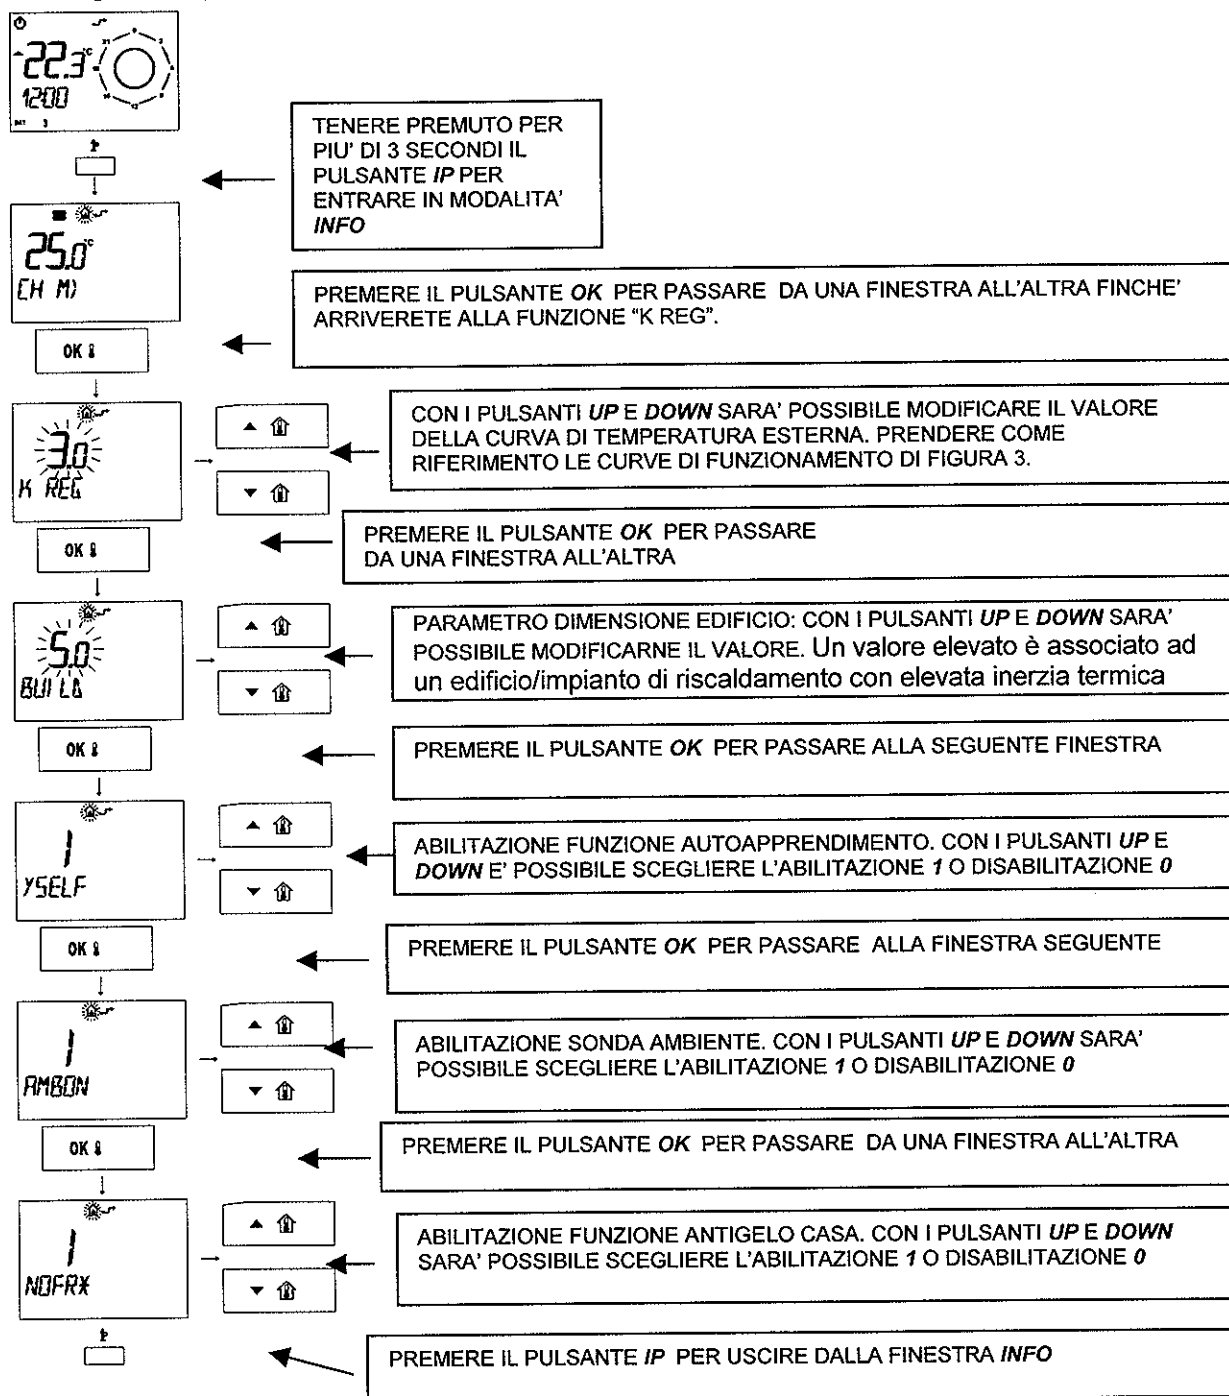 22.3°C
1200
TENERE PREMUTO PER
PIU' DI 3 SECONDI IL
PULSANTE IP PER
ENTRARE IN MODALITA'
INFO
25.0°C
CH M)
PREMERE IL PULSANTE OK PER PASSARE DA UNA FINESTRA ALL'ALTRA FINCHE'
ARRIVERETE ALLA FUNZIONE "K REG".
OK
3.0
K REG
CON I PULSANTI UP E DOWN SARA' POSSIBILE MODIFICARE IL VALORE
DELLA CURVA DI TEMPERATURA ESTERNA. PRENDERE COME
RIFERIMENTO LE CURVE DI FUNZIONAMENTO DI FIGURA 3.
OK
PREMERE IL PULSANTE OK PER PASSARE
DA UNA FINESTRA ALL'ALTRA
5.0
BUILD
PARAMETRO DIMENSIONE EDIFICIO: CON I PULSANTI UP E DOWN SARA'
POSSIBILE MODIFICARNE IL VALORE. Un valore elevato è associato ad
un edificio/impianto di riscaldamento con elevata inerzia termica
OK
PREMERE IL PULSANTE OK PER PASSARE ALLA SEGUENTE FINESTRA
1
YSELF
ABILITAZIONE FUNZIONE AUTOAPPRENDIMENTO. CON I PULSANTI UP E
DOWN E' POSSIBILE SCEGLIERE L'ABILITAZIONE 1 O DISABILITAZIONE 0
OK
PREMERE IL PULSANTE OK PER PASSARE ALLA FINESTRA SEGUENTE
1
AMBON
ABILITAZIONE SONDA AMBIENTE. CON I PULSANTI UP E DOWN SARA'
POSSIBILE SCEGLIERE L'ABILITAZIONE 1 O DISABILITAZIONE 0
OK
PREMERE IL PULSANTE OK PER PASSARE DA UNA FINESTRA ALL'ALTRA
1
NOFRX
ABILITAZIONE FUNZIONE ANTIGELO CASA. CON I PULSANTI UP E DOWN
SARA' POSSIBILE SCEGLIERE L'ABILITAZIONE 1 O DISABILITAZIONE 0
PREMERE IL PULSANTE IP PER USCIRE DALLA FINESTRA INFO